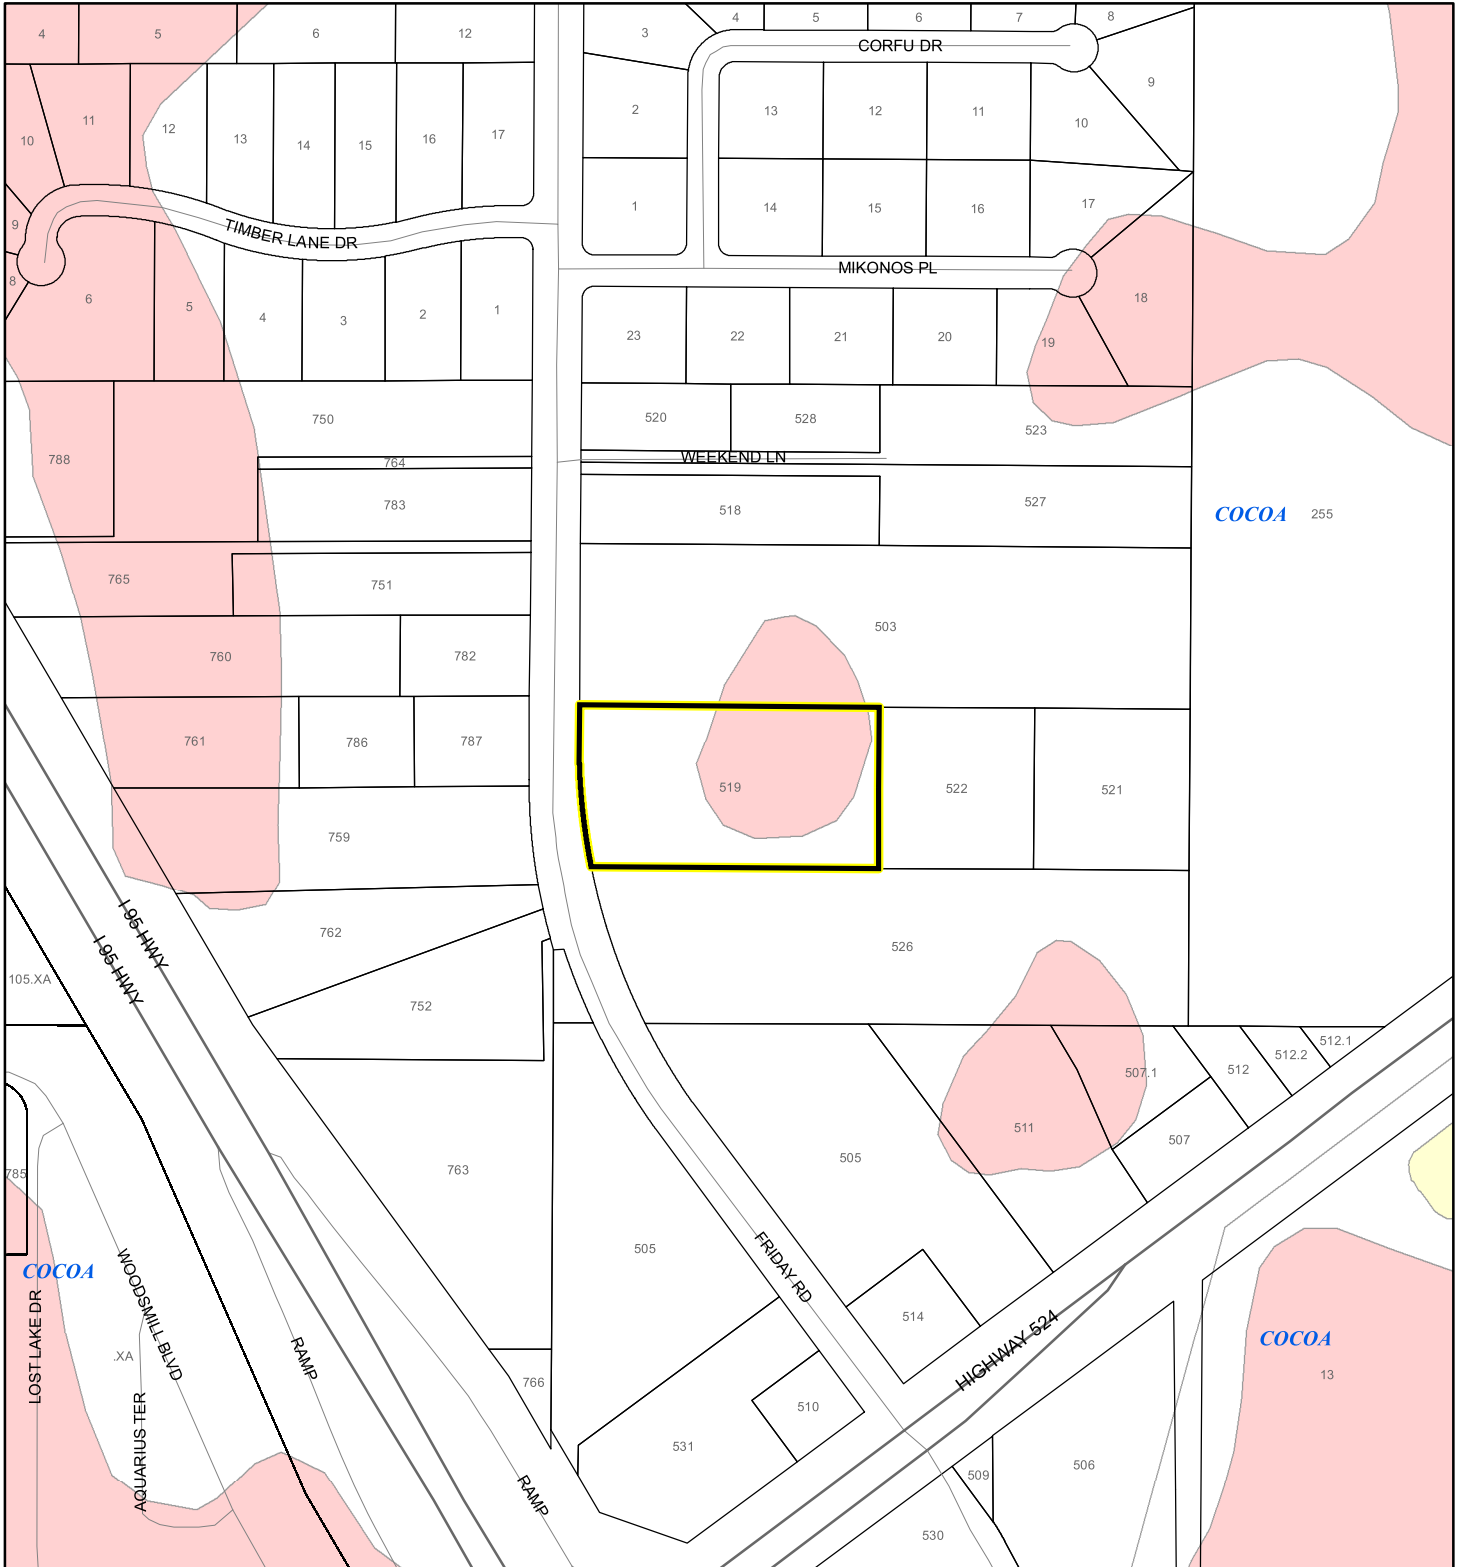 4 5 6 12 3 4 5 6 7 8
CORFU DR
9
10 11 12 13 14 15 16 17 2 13 12 11 10
9 1 14 15 16 17
TIMBER LANE DR
MIKONOS PL
8 6 5 4 3 2 1 23 22 21 20 19 18
750 520 528 523
788 764
WEEKEND LN
783 518 527
COCOA 255
765 751
503
760 782
761 786 787
519 522 521
759
762 526
I 95 HWY
I 95 HWY
105.XA 752
512.1
512.2
512
507.1
511
507
505
763
785
505
COCOA
FRIDAY RD
LOST LAKE DR
WOODSMILL BLVD
RAMP
514
HIGHWAY 524
COCOA
.XA
13
766
510
AQUARIUS TER
531
RAMP
509
506
530